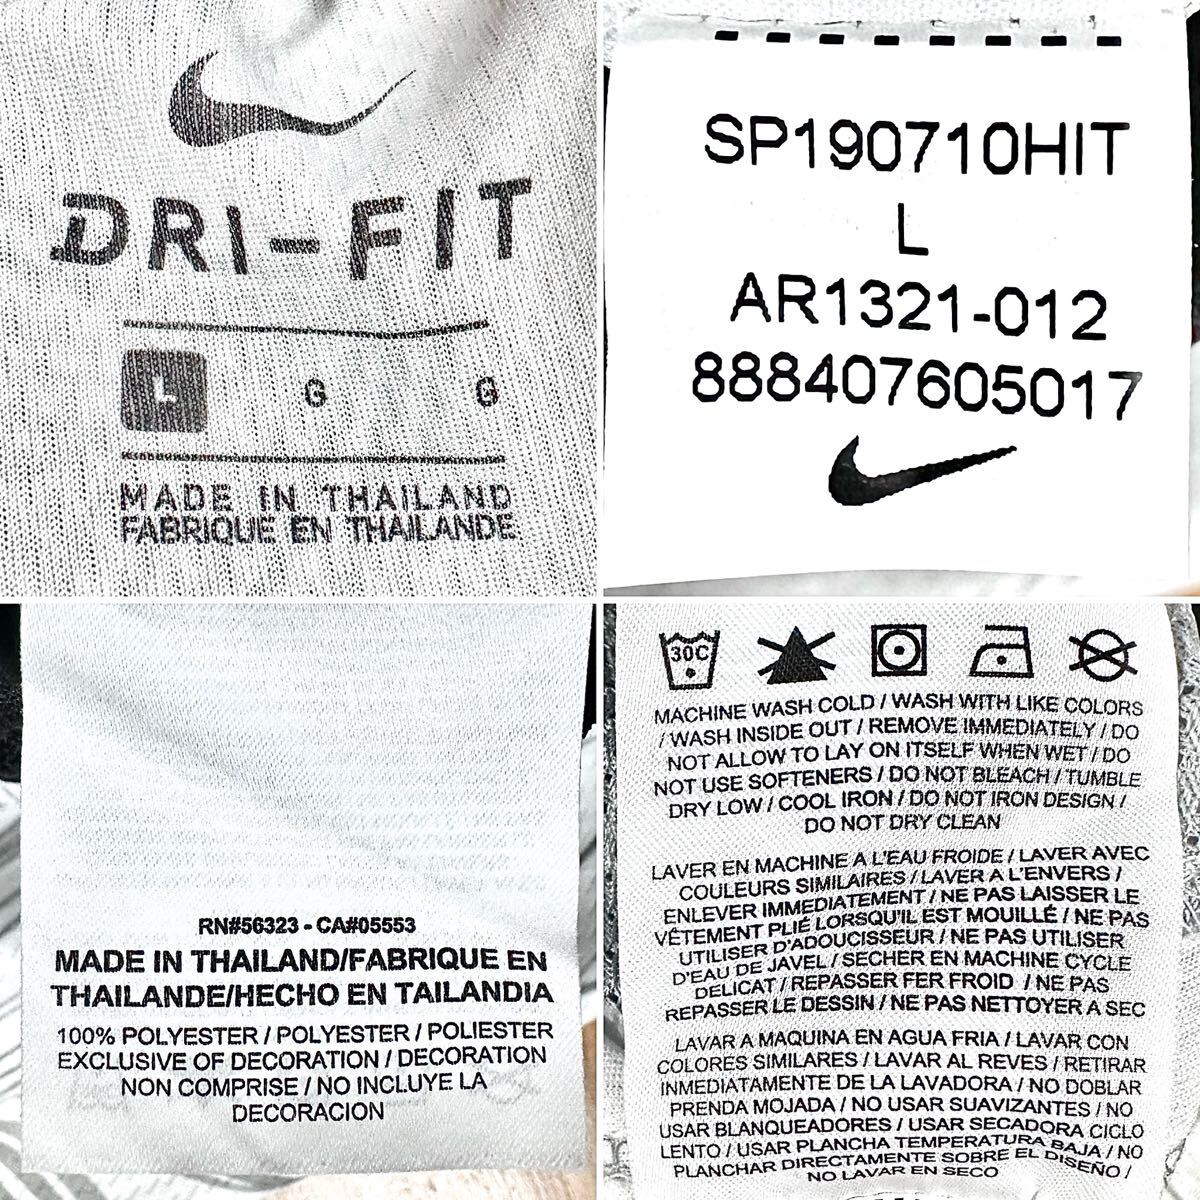 DRI-FIT
L G G
MADE IN THAILAND
FABRIQUE EN THAILANDE
SP190710HIT
L
AR1321-012
888407605017
RN#56323 - CA#05553
MADE IN THAILAND/FABRIQUE EN
THAILANDE/HECHO EN TAILANDIA
100% POLYESTER / POLYESTER / POLIESTER
EXCLUSIVE OF DECORATION / DECORATION
NON COMPRISE / NO INCLUYE LA
DECORACION
30C
MACHINE WASH COLD / WASH WITH LIKE COLORS
/ WASH INSIDE OUT / REMOVE IMMEDIATELY / DO
NOT ALLOW TO LAY ON ITSELF WHEN WET / DO
NOT USE SOFTENERS / DO NOT BLEACH / TUMBLE
DRY LOW / COOL IRON / DO NOT IRON DESIGN /
DO NOT DRY CLEAN
LAVER EN MACHINE A L'EAU FROIDE / LAVER AVEC
COULEURS SIMILAIRES / LAVER A L'ENVERS /
ENLEVER IMMEDIATEMENT / NE PAS LAISSER LE
VÊTEMENT PLIÉ LORSQU'IL EST MOUILLÉ / NE PAS
UTILISER D'ADOUCISSEUR / NE PAS UTILISER
D'EAU DE JAVEL / SECHER EN MACHINE CYCLE
DELICAT / REPASSER FER FROID / NE PAS
REPASSER LE DESSIN / NE PAS NETTOYER A SEC
LAVAR A MAQUINA EN AGUA FRIA / LAVAR CON
COLORES SIMILARES / LAVAR AL REVES / RETIRAR
INMEDIATAMENTE DE LA LAVADORA / NO DOBLAR
PRENDA MOJADA / NO USAR SUAVIZANTES / NO
USAR BLANQUEADORES / USAR SECADORA CICLO
LENTO / USAR PLANCHA TEMPERATURA BAJA / NO
PLANCHAR DIRECTAMENTE SOBRE EL DISEÑO /
NO LAVAR EN SECO